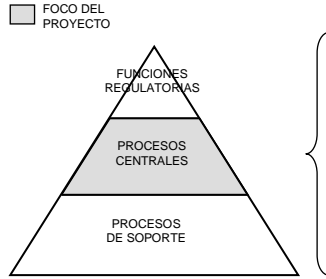 FOCO DEL
PROYECTO
FUNCIONES
REGULATORIAS
PROCESOS
CENTRALES
PROCESOS
DE SOPORTE